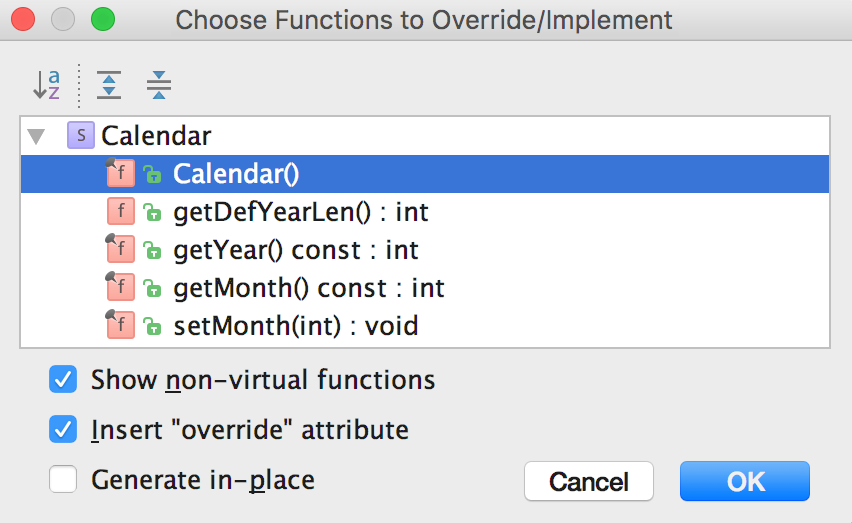 Choose Functions to Override/Implement
a
z
S Calendar
f Calendar()
f getDefYearLen() : int
f getYear() const : int
f getMonth() const : int
f setMonth(int) : void
Show non-virtual functions
Insert "override" attribute
Generate in-place
Cancel OK